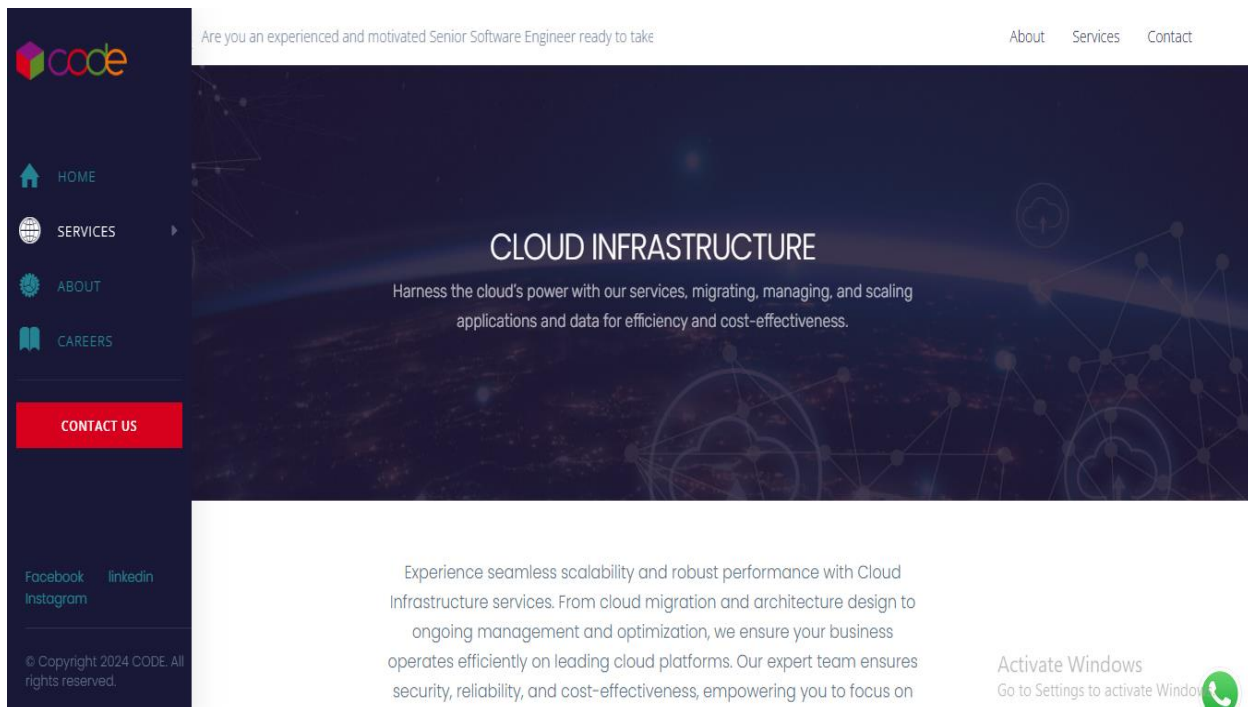 code
Are you an experienced and motivated Senior Software Engineer ready to take
About Services Contact
HOME
SERVICES
ABOUT
CAREERS
CONTACT US
Facebook linkedin
Instagram
© Copyright 2024 CODE. All
rights reserved.
CLOUD INFRASTRUCTURE
Harness the cloud's power with our services, migrating, managing, and scaling
applications and data for efficiency and cost-effectiveness.
Experience seamless scalability and robust performance with Cloud
Infrastructure services. From cloud migration and architecture design to
ongoing management and optimization, we ensure your business
operates efficiently on leading cloud platforms. Our expert team ensures
security, reliability, and cost-effectiveness, empowering you to focus on
Activate Windows
Go to Settings to activate Windo